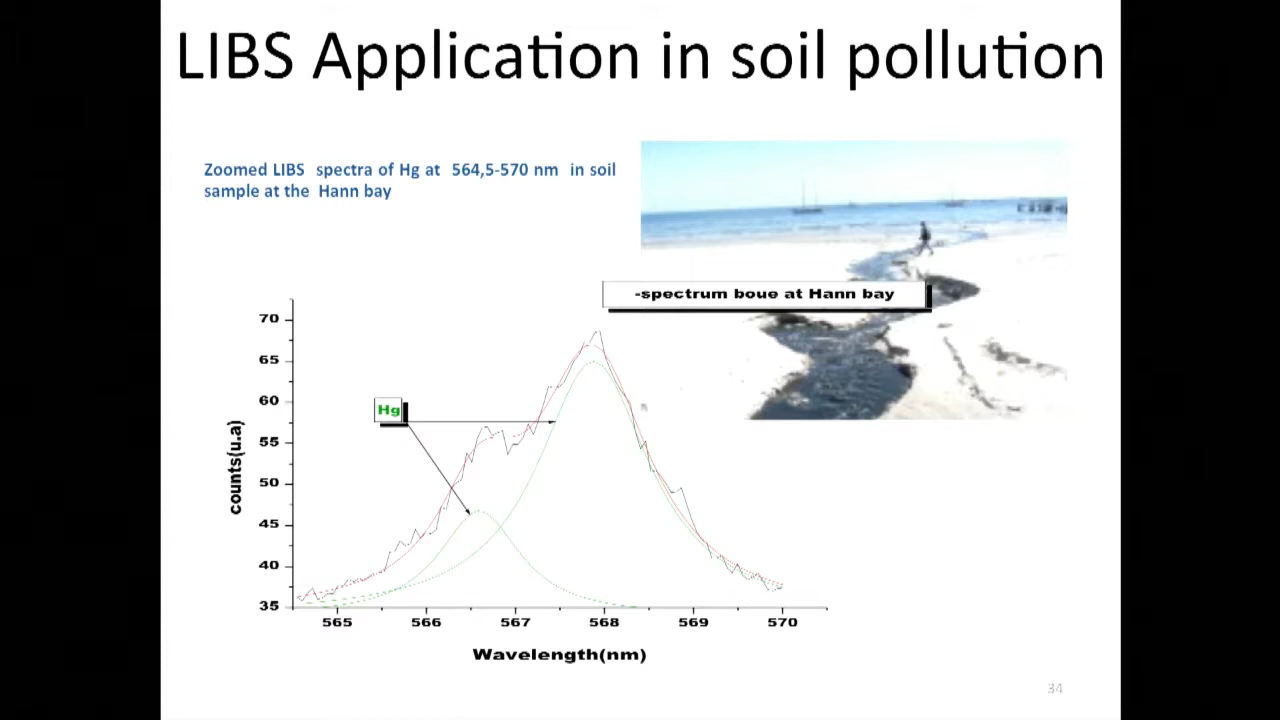 LIBS Application in soil pollution
Zoomed LIBS spectra of Hg at 564,5-570 nm in soil
sample at the Hann bay
-spectrum boue at Hann bay
70
65
60
55
50
45
40
35
Hg
counts(u.a)
565 566 567 568 569 570
Wavelength(nm)
34